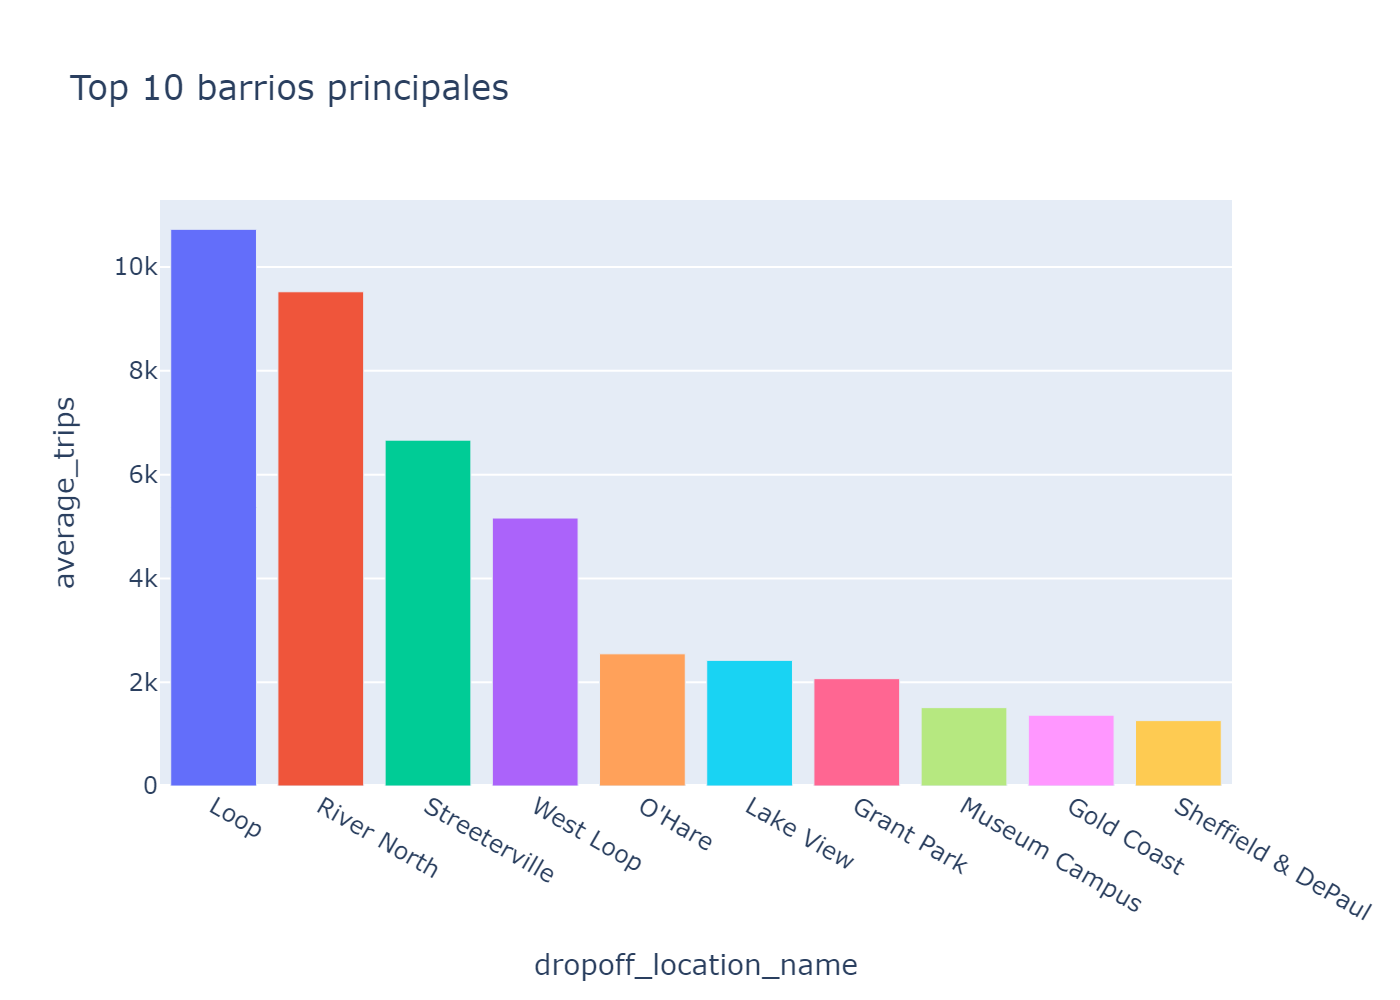 Top 10 barrios principales
average_trips
10k
8k
6k
4k
2k
0
Loop
River North
Streeterville
West Loop
O'Hare
Lake View
Grant Park
Museum Campus
Gold Coast
Sheffield & DePaul
dropoff_location_name